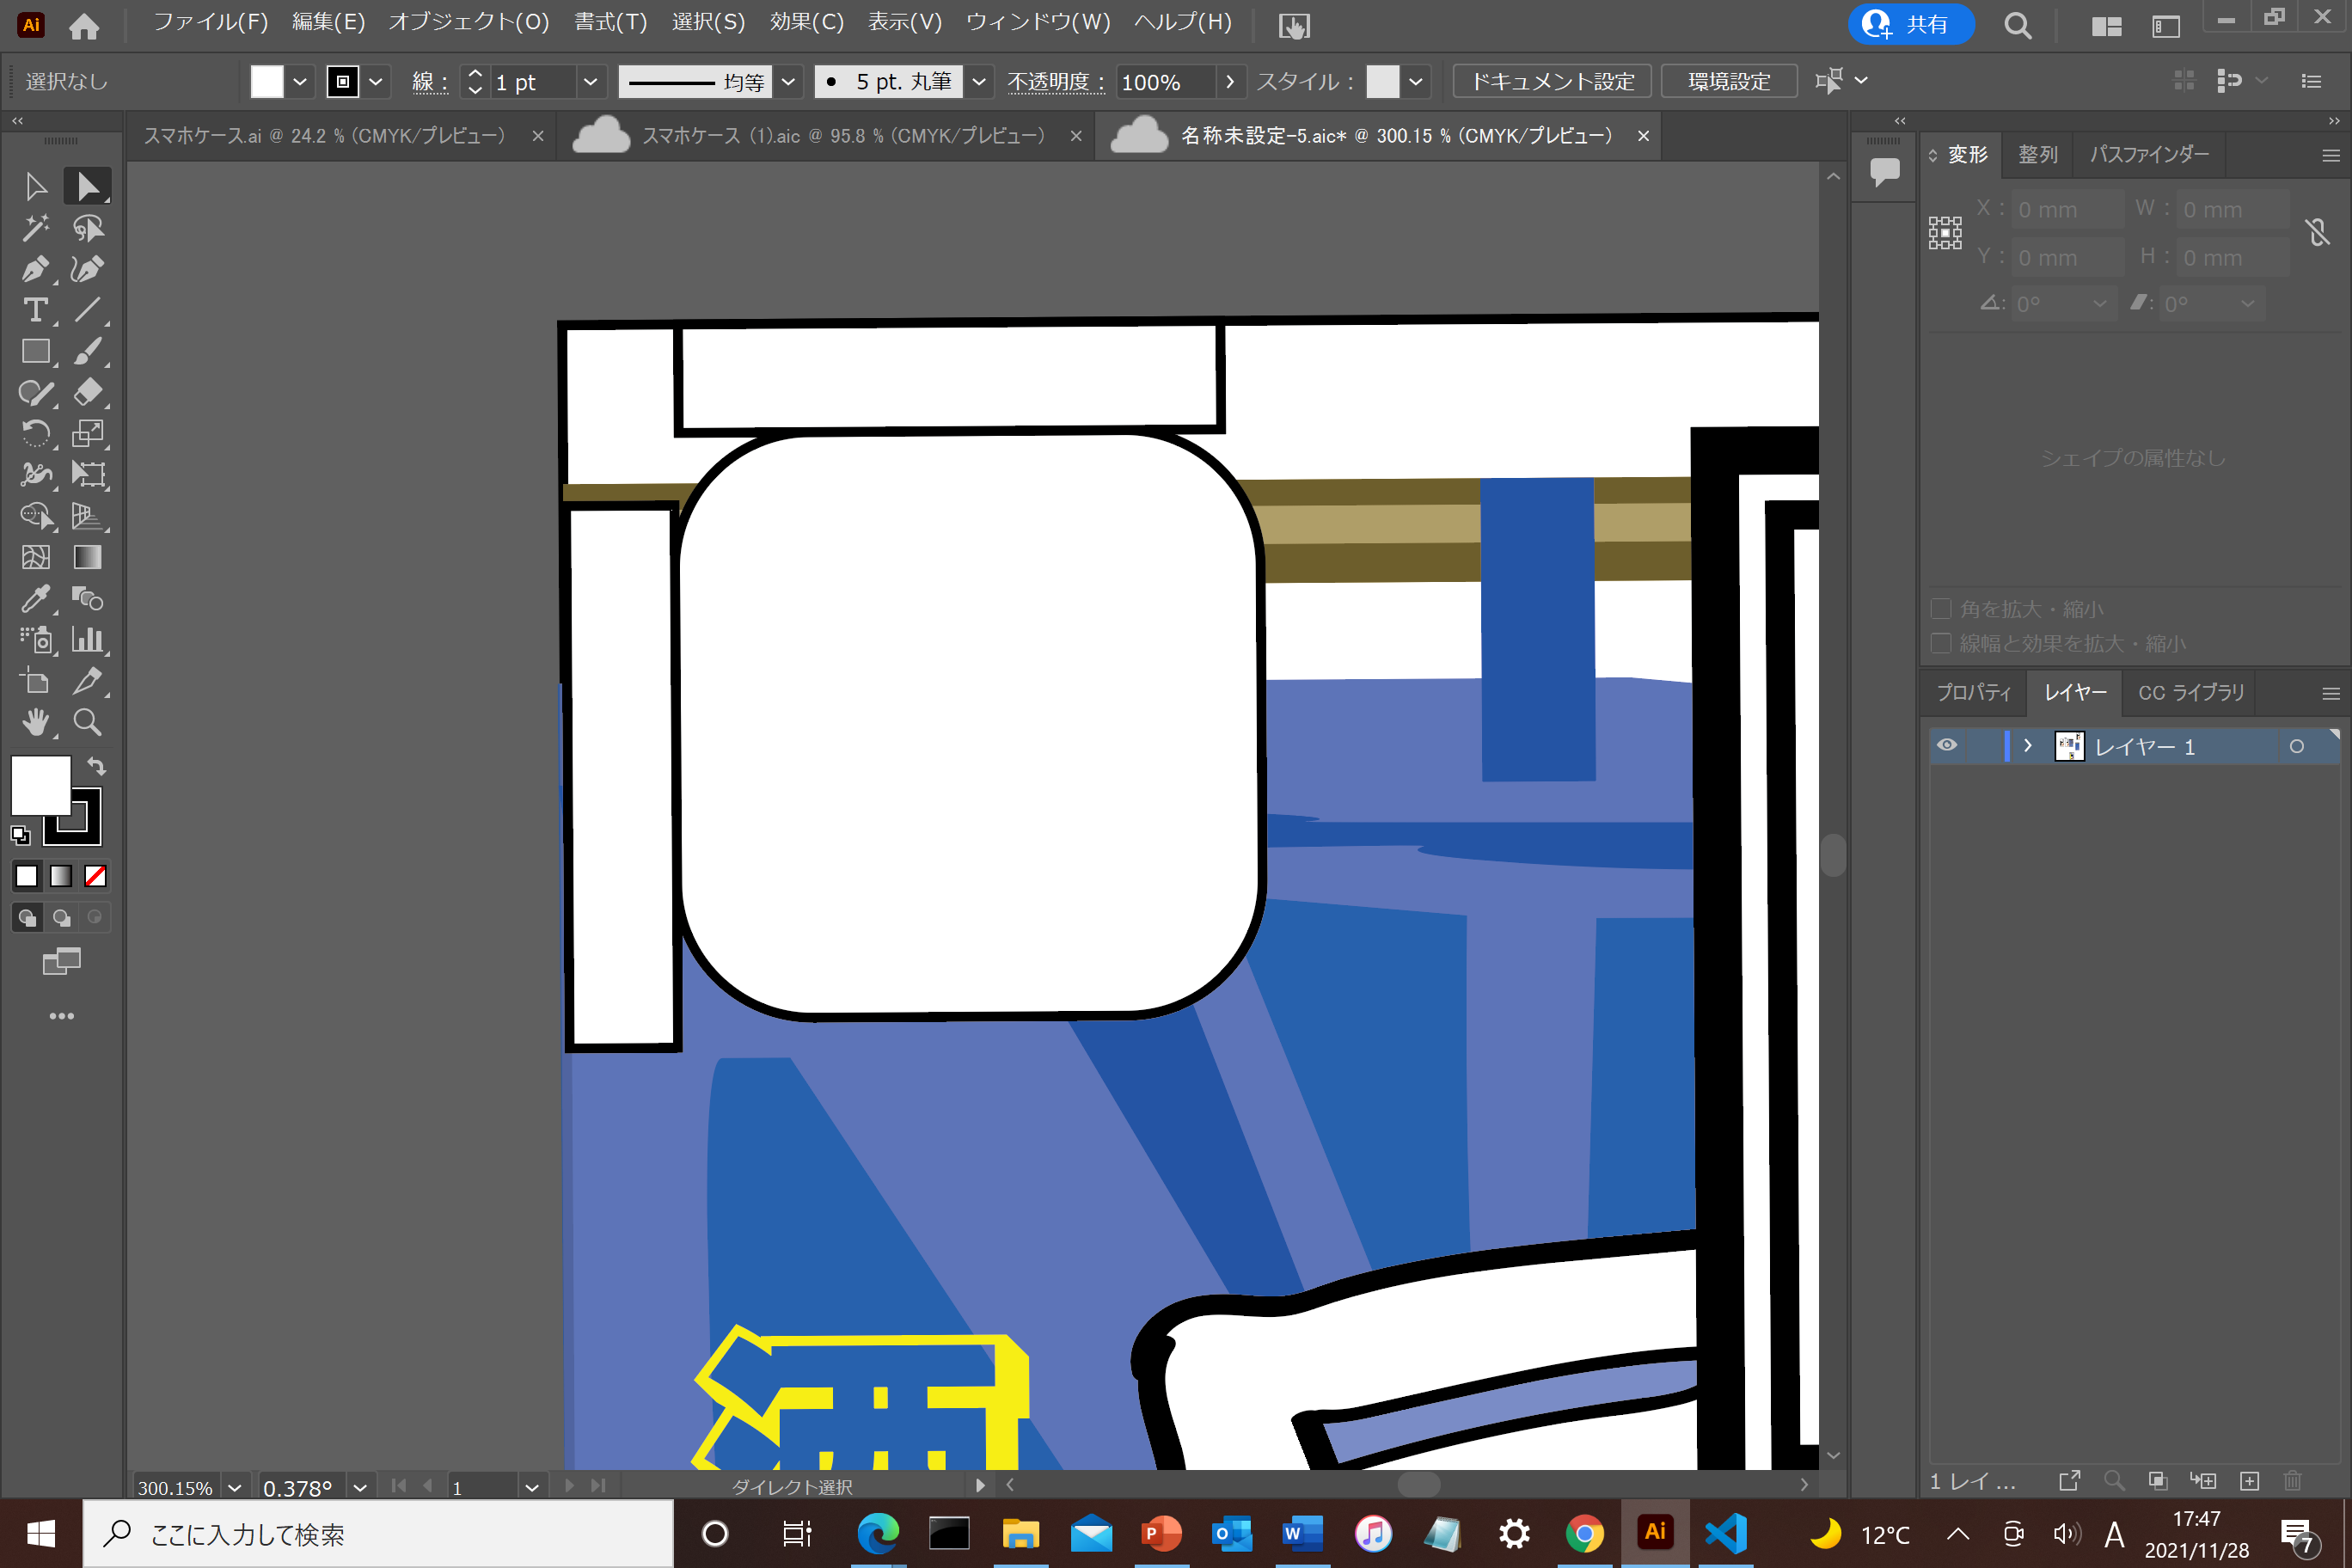 Ai ファイル(F) 編集(E) オブジェクト(O) 書式(T) 選択(S) 効果(C) 表示(V) ウィンドウ(W) ヘルプ(H) 共有
選択なし 線： 1 pt 均等 5 pt. 丸筆 不透明度： 100% スタイル： ドキュメント設定 環境設定
スマホケース.ai @ 24.2 % (CMYK/プレビュー) × スマホケース (1).aic @ 95.8 % (CMYK/プレビュー) × 名称未設定-5.aic* @ 300.15 % (CMYK/プレビュー) ×
変形 整列 パスファインダー
X： 0 mm W： 0 mm
Y： 0 mm H： 0 mm
0° 0°
シェイプの属性なし
角を拡大・縮小
線幅と効果を拡大・縮小
プロパティ レイヤー CC ライブラリ
レイヤー 1
1 レイ ...
300.15% 0.378° 1 ダイレクト選択
ここに入力して検索
P O W Ai
12°C A 17:47
2021/11/28
7